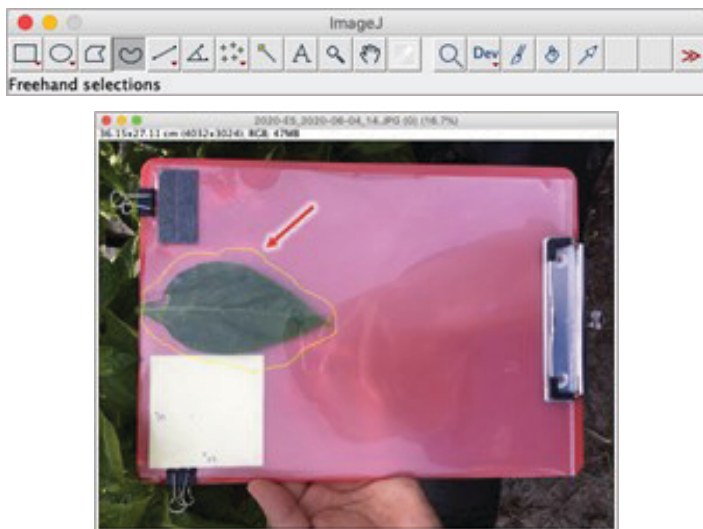 ImageJ
A
Dev
Freehand selections
2020-ES_2020-06-04_14.JPG (G) (16.7%)
36.15x27.11 cm (4032x3024); RGB; 47MB